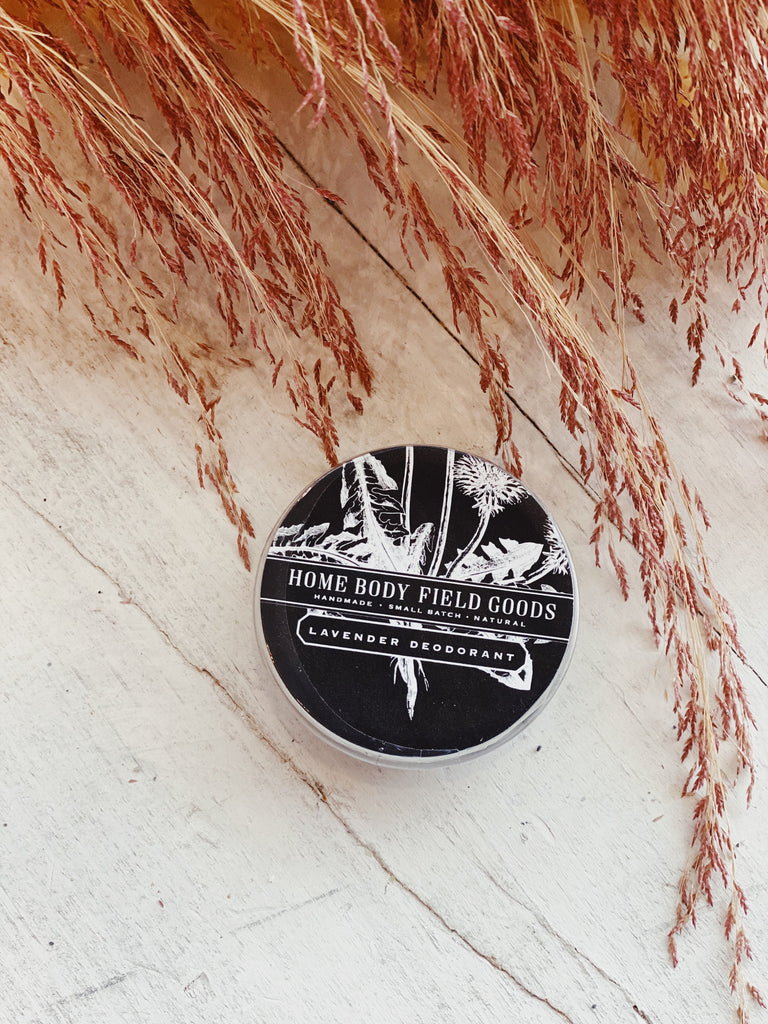 HOME BODY FIELD GOODS
HANDMADE • SMALL BATCH • NATURAL
LAVENDER DEODORANT